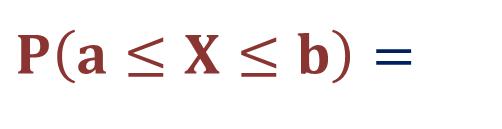 P(a ≤ X ≤ b) =